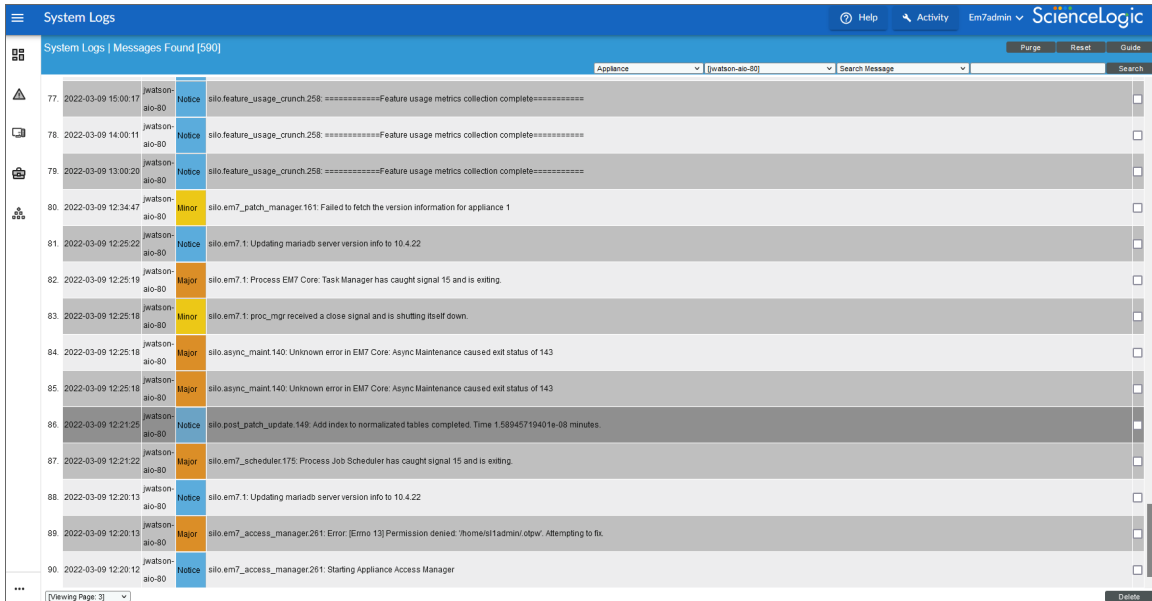 System Logs
Help
Activity
Em7admin
ScienceLogic
System Logs | Messages Found [590]
Purge
Reset
Guide
Appliance
[jwatson-aio-80]
Search Message
Search
77. 2022-03-09 15:00:17 jwatson-aio-80 Notice silo.feature_usage_crunch.258: ============Feature usage metrics collection complete===========
78. 2022-03-09 14:00:11 jwatson-aio-80 Notice silo.feature_usage_crunch.258: ============Feature usage metrics collection complete===========
79. 2022-03-09 13:00:20 jwatson-aio-80 Notice silo.feature_usage_crunch.258: ============Feature usage metrics collection complete===========
80. 2022-03-09 12:34:47 jwatson-aio-80 Minor silo.em7_patch_manager.161: Failed to fetch the version information for appliance 1
81. 2022-03-09 12:25:22 jwatson-aio-80 Notice silo.em7.1: Updating mariadb server version info to 10.4.22
82. 2022-03-09 12:25:19 jwatson-aio-80 Major silo.em7.1: Process EM7 Core: Task Manager has caught signal 15 and is exiting.
83. 2022-03-09 12:25:18 jwatson-aio-80 Minor silo.em7.1: proc_mgr received a close signal and is shutting itself down.
84. 2022-03-09 12:25:18 jwatson-aio-80 Major silo.async_maint.140: Unknown error in EM7 Core: Async Maintenance caused exit status of 143
85. 2022-03-09 12:25:18 jwatson-aio-80 Major silo.async_maint.140: Unknown error in EM7 Core: Async Maintenance caused exit status of 143
86. 2022-03-09 12:21:25 jwatson-aio-80 Notice silo.post_patch_update.149: Add index to normalizated tables completed. Time 1.58945719401e-08 minutes.
87. 2022-03-09 12:21:22 jwatson-aio-80 Major silo.em7_scheduler.175: Process Job Scheduler has caught signal 15 and is exiting.
88. 2022-03-09 12:20:13 jwatson-aio-80 Notice silo.em7.1: Updating mariadb server version info to 10.4.22
89. 2022-03-09 12:20:13 jwatson-aio-80 Major silo.em7_access_manager.261: Error: [Errno 13] Permission denied: '/home/sl1admin/.otpw'. Attempting to fix.
90. 2022-03-09 12:20:12 jwatson-aio-80 Notice silo.em7_access_manager.261: Starting Appliance Access Manager
[Viewing Page: 3]
Delete